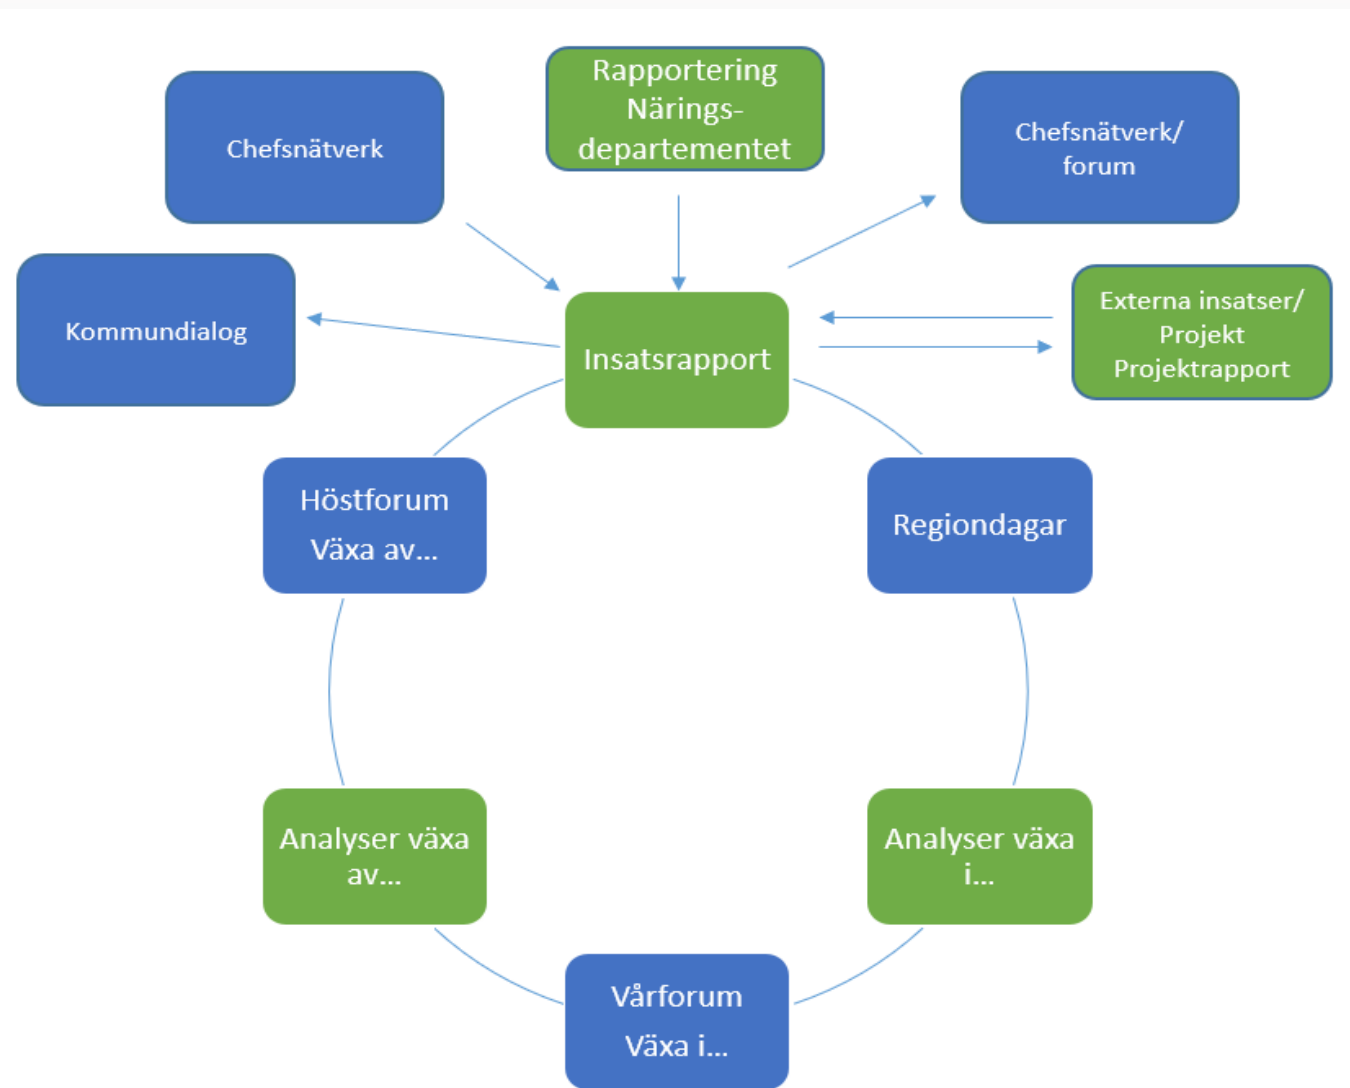 Rapportering
Närings-
departementet
Chefsnätverk
Chefsnätverk/
forum
Kommundialog
Insatsrapport
Externa insatser/
Projekt
Projektrapport
Höstforum
Växa av...
Regiondagar
Analyser växa
av...
Analyser växa
i...
Vårforum
Växa i...